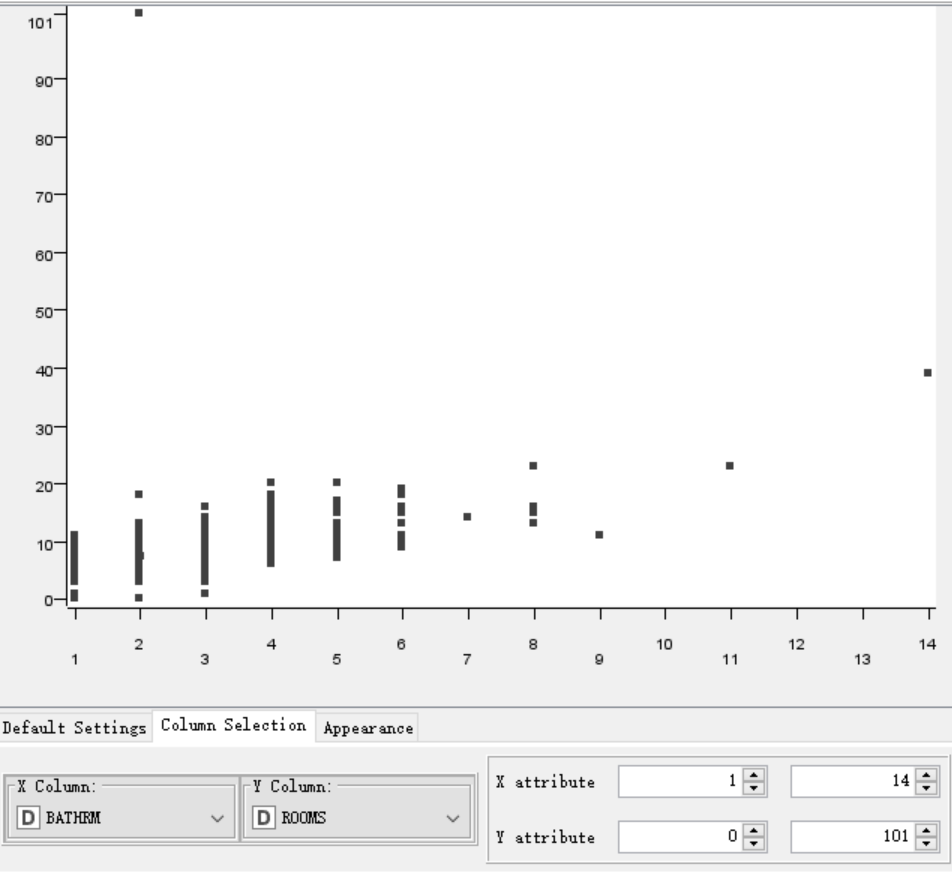 101
90
80
70
60
50
40
30
20
10
0
1 2 3 4 5 6 7 8 9 10 11 12 13 14
Default Settings Column Selection Appearance
X Column: Y Column:
D BATHRM D ROOMS
X attribute 1 14
Y attribute 0 101